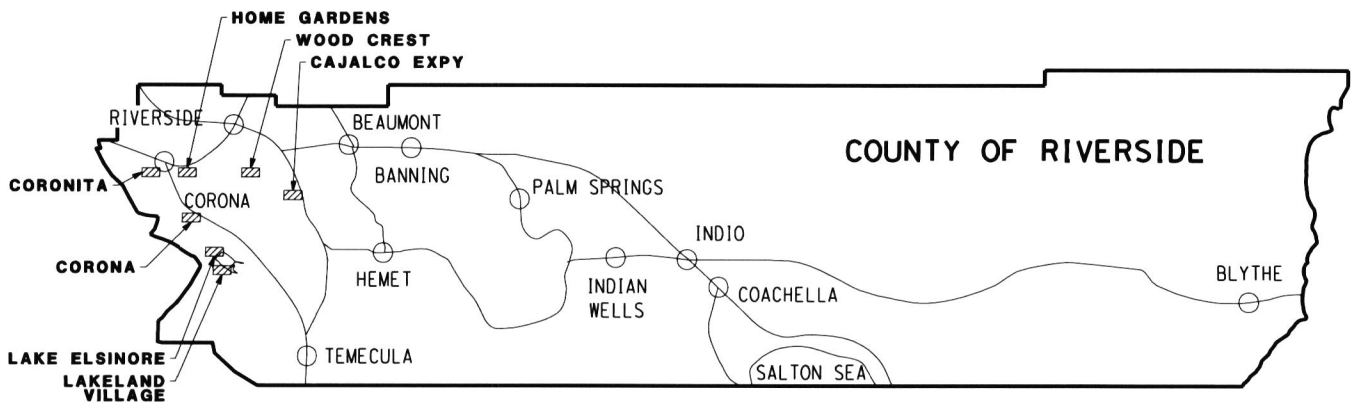 HOME GARDENS
WOOD CREST
CAJALCO EXPY
RIVERSIDE
BEAUMONT
COUNTY OF RIVERSIDE
BANNING
CORONITA
PALM SPRINGS
CORONA
INDIO
CORONA
HEMET
INDIAN
WELLS
COACHELLA
BLYTHE
LAKE ELSINORE
TEMECULA
LAKELAND
VILLAGE
SALTON SEA